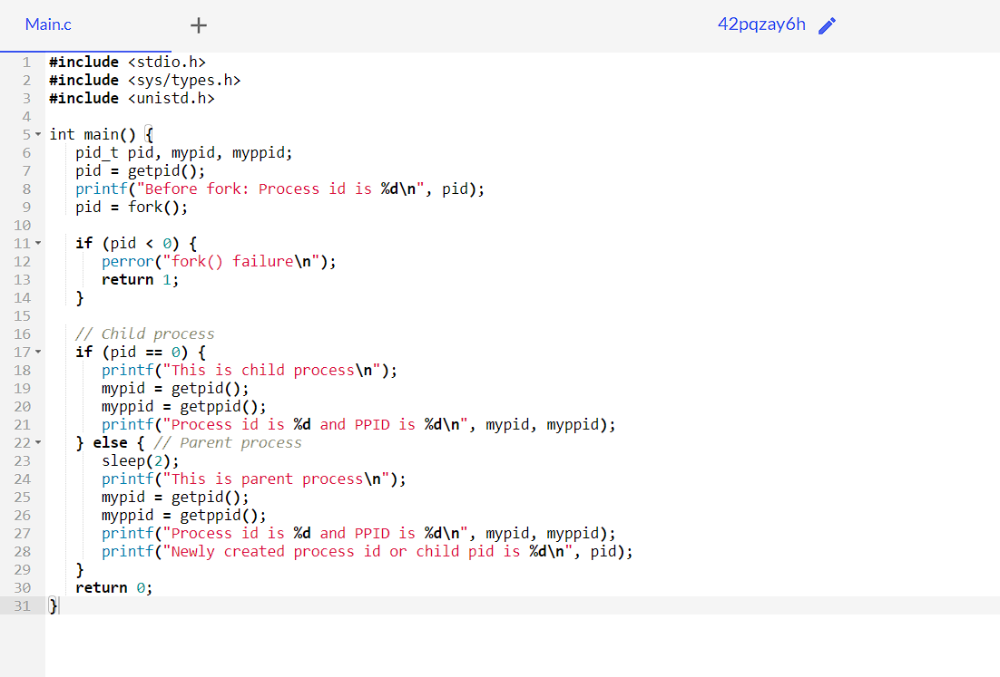 Main.c
+
42pqzay6h
1 #include <stdio.h>
2 #include <sys/types.h>
3 #include <unistd.h>
4
5 int main() {
6    pid_t pid, mypid, myppid;
7    pid = getpid();
8    printf("Before fork: Process id is %d\n", pid);
9    pid = fork();
10
11    if (pid < 0) {
12       perror("fork() failure\n");
13       return 1;
14    }
15
16    // Child process
17    if (pid == 0) {
18       printf("This is child process\n");
19       mypid = getpid();
20       myppid = getppid();
21       printf("Process id is %d and PPID is %d\n", mypid, myppid);
22    } else { // Parent process
23       sleep(2);
24       printf("This is parent process\n");
25       mypid = getpid();
26       myppid = getppid();
27       printf("Process id is %d and PPID is %d\n", mypid, myppid);
28       printf("Newly created process id or child pid is %d\n", pid);
29    }
30    return 0;
31 }